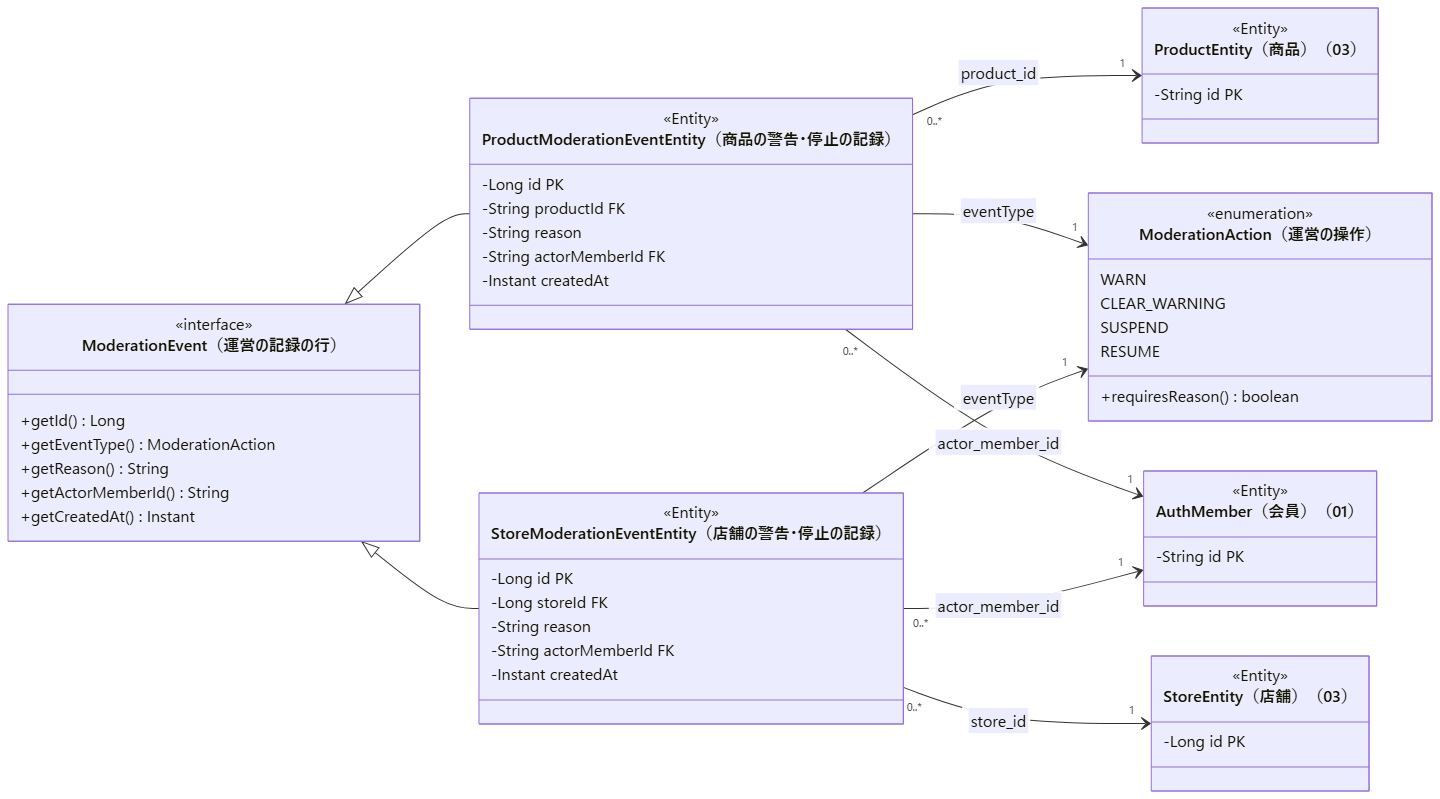 «Entity»
ProductEntity（商品）（03）
-String id PK
product_id
1
0..*
«Entity»
ProductModerationEventEntity（商品の警告・停止の記録）
-Long id PK
-String productId FK
-String reason
-String actorMemberId FK
-Instant createdAt
eventType
1
«enumeration»
ModerationAction（運営の操作）
WARN
CLEAR_WARNING
SUSPEND
RESUME
+requiresReason() : boolean
«interface»
ModerationEvent（運営の記録の行）
+getId() : Long
+getEventType() : ModerationAction
+getReason() : String
+getActorMemberId() : String
+getCreatedAt() : Instant
0..*
1
eventType
actor_member_id
1
«Entity»
AuthMember（会員）（01）
-String id PK
«Entity»
StoreModerationEventEntity（店舗の警告・停止の記録）
-Long id PK
-Long storeId FK
-String reason
-String actorMemberId FK
-Instant createdAt
1
actor_member_id
0..*
«Entity»
StoreEntity（店舗）（03）
-Long id PK
0..*
store_id
1